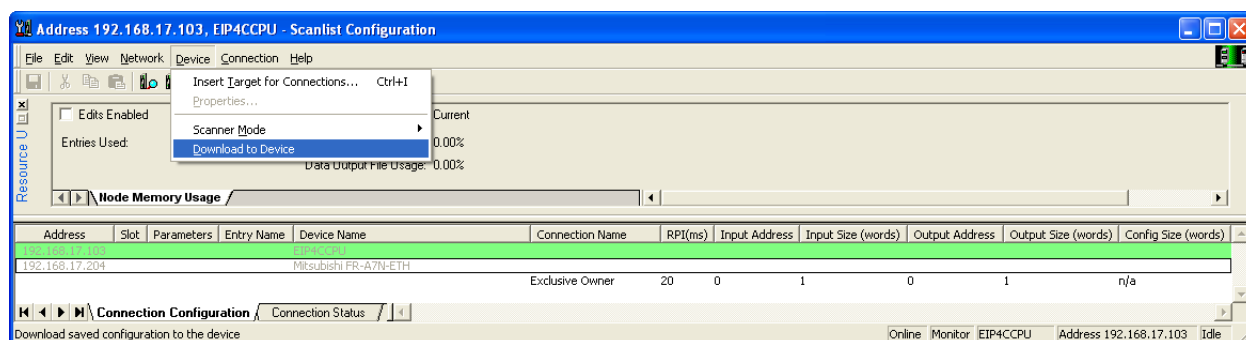 Address 192.168.17.103, EIP4CCPU - Scanlist Configuration
File Edit View Network Device Connection Help
Insert Target for Connections... Ctrl+I
Properties...
Scanner Mode
Download to Device
Resource U
Edits Enabled
Current
Entries Used:
0.00%
Data Output File Usage: 0.00%
Node Memory Usage
Address Slot Parameters Entry Name Device Name Connection Name RPI(ms) Input Address Input Size (words) Output Address Output Size (words) Config Size (words)
192.168.17.103 EIP4CCPU
192.168.17.204 Mitsubishi FR-A7N-ETH
Exclusive Owner 20 0 1 0 1 n/a
Connection Configuration Connection Status
Download saved configuration to the device Online Monitor EIP4CCPU Address 192.168.17.103 Idle